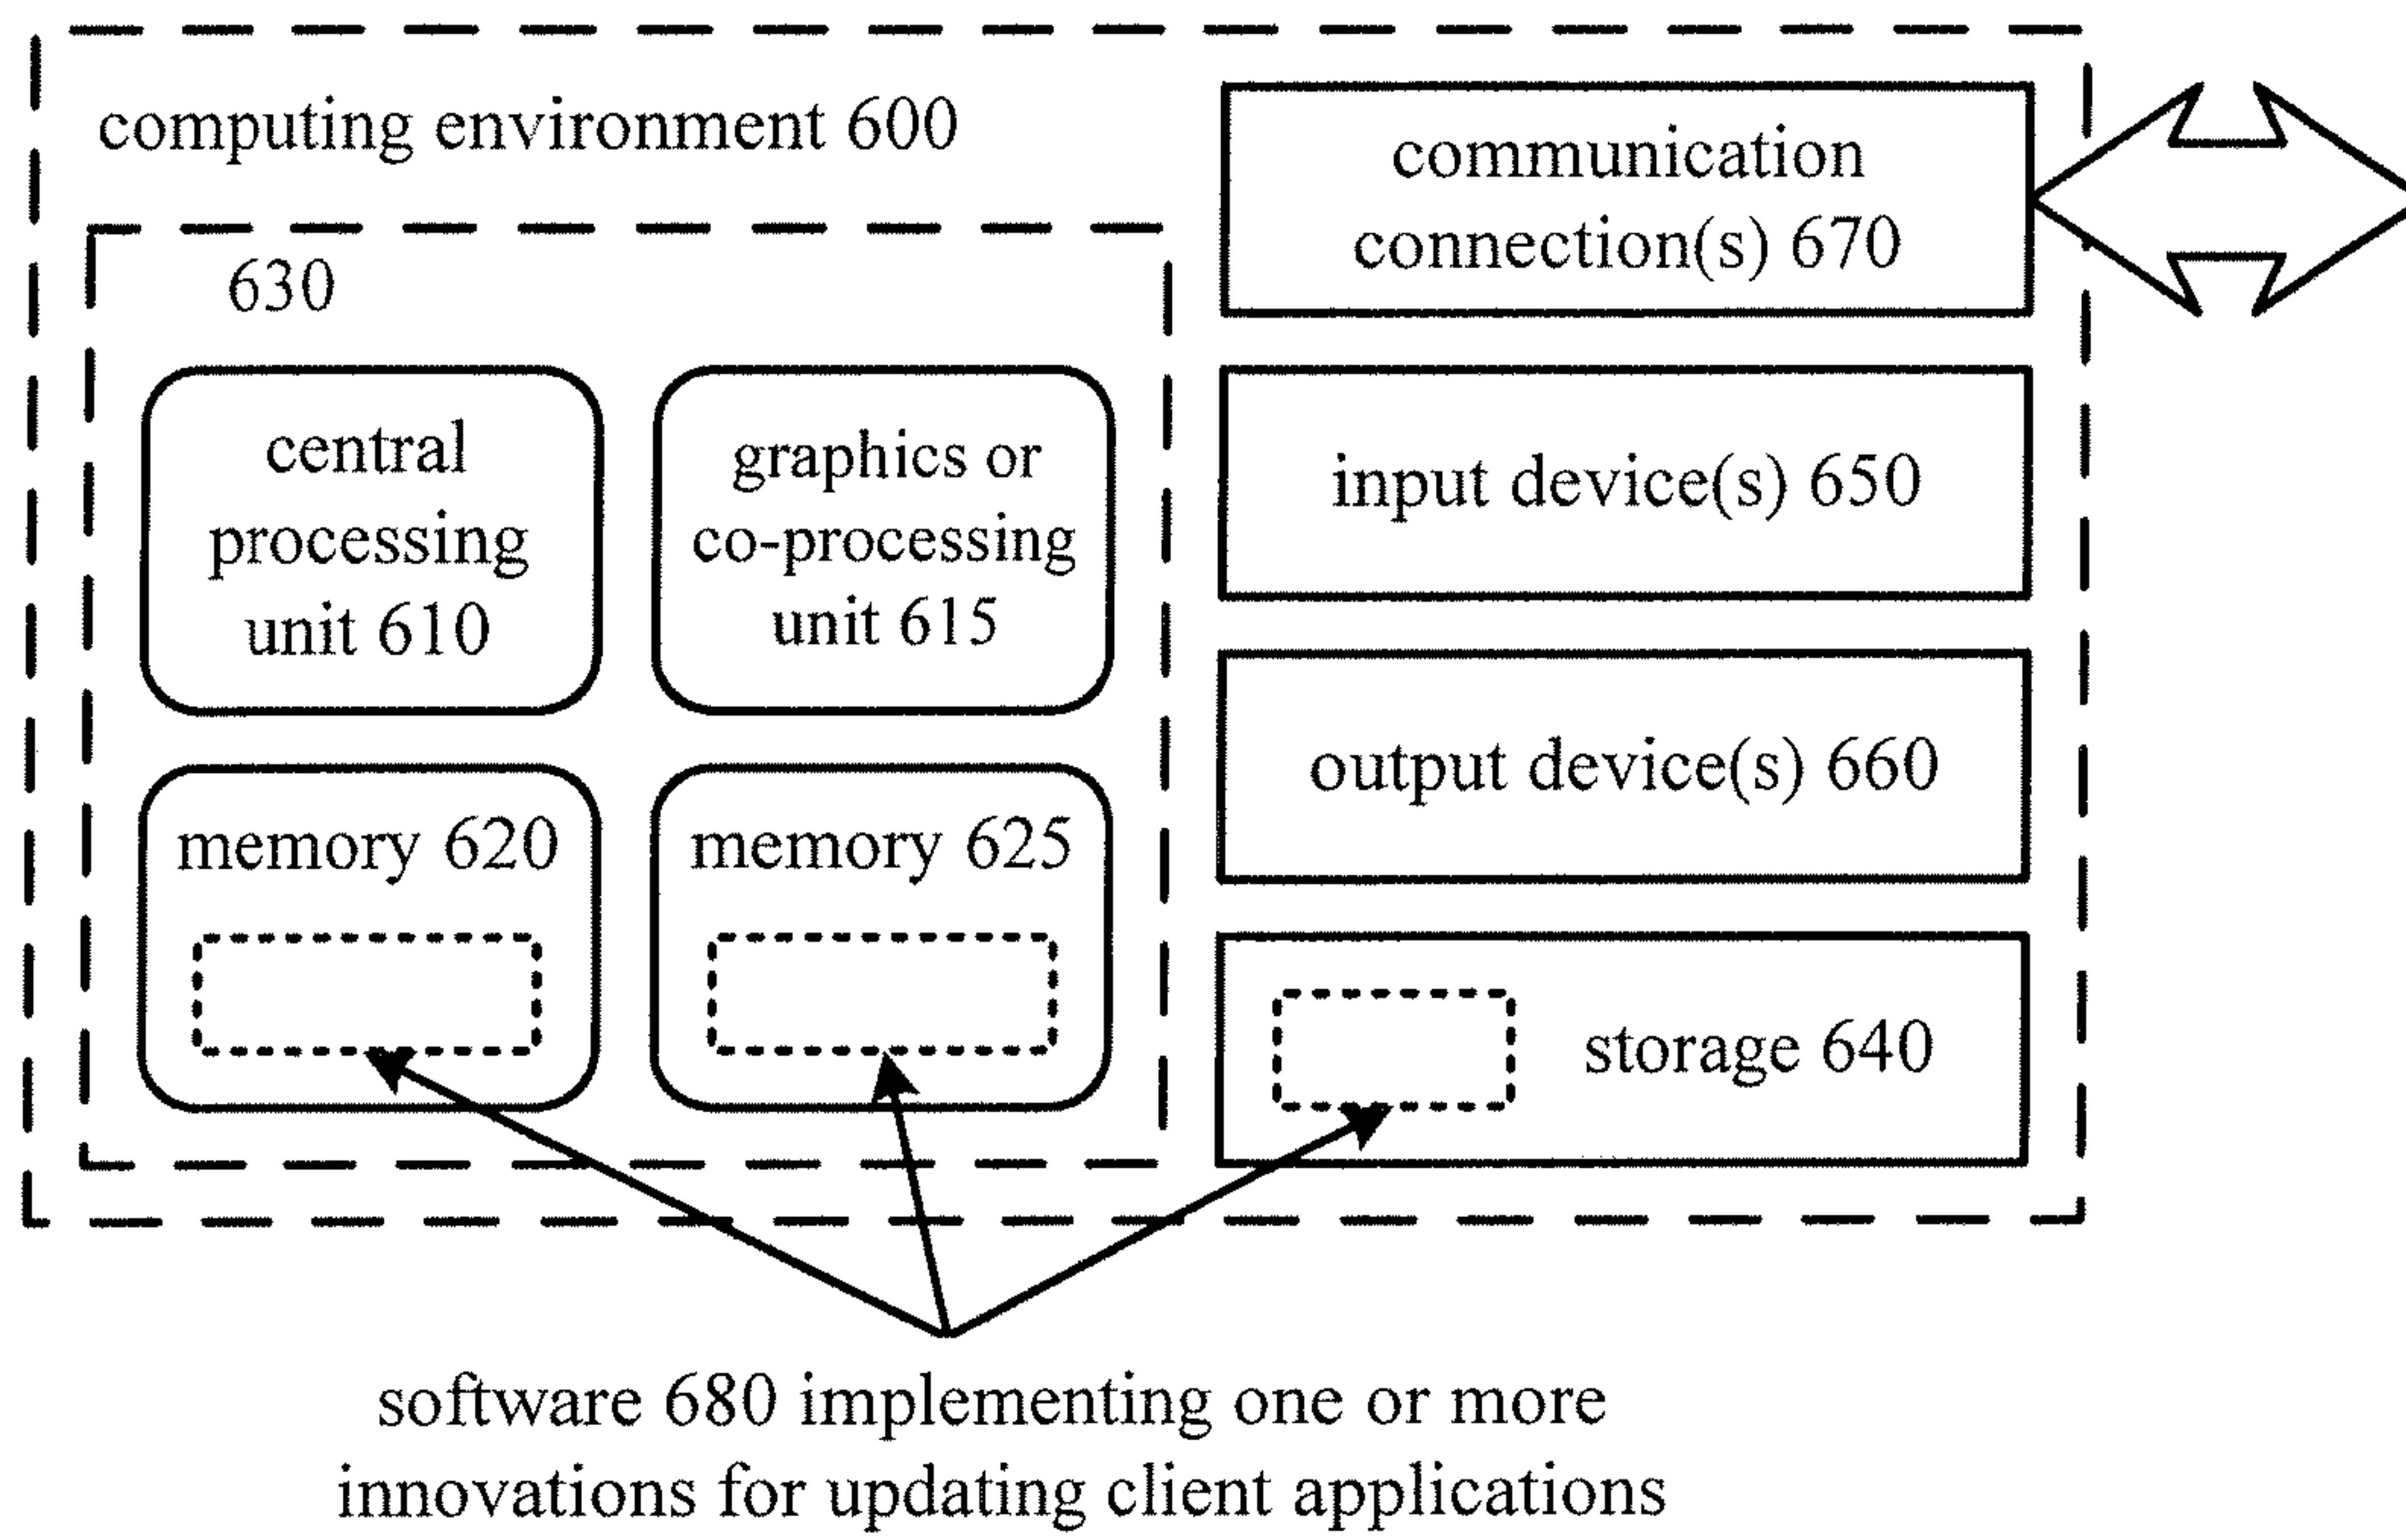 computing environment 600
630
central
processing
unit 610
graphics or
co-processing
unit 615
memory 620
memory 625
communication
connection(s) 670
input device(s) 650
output device(s) 660
storage 640
software 680 implementing one or more
innovations for updating client applications